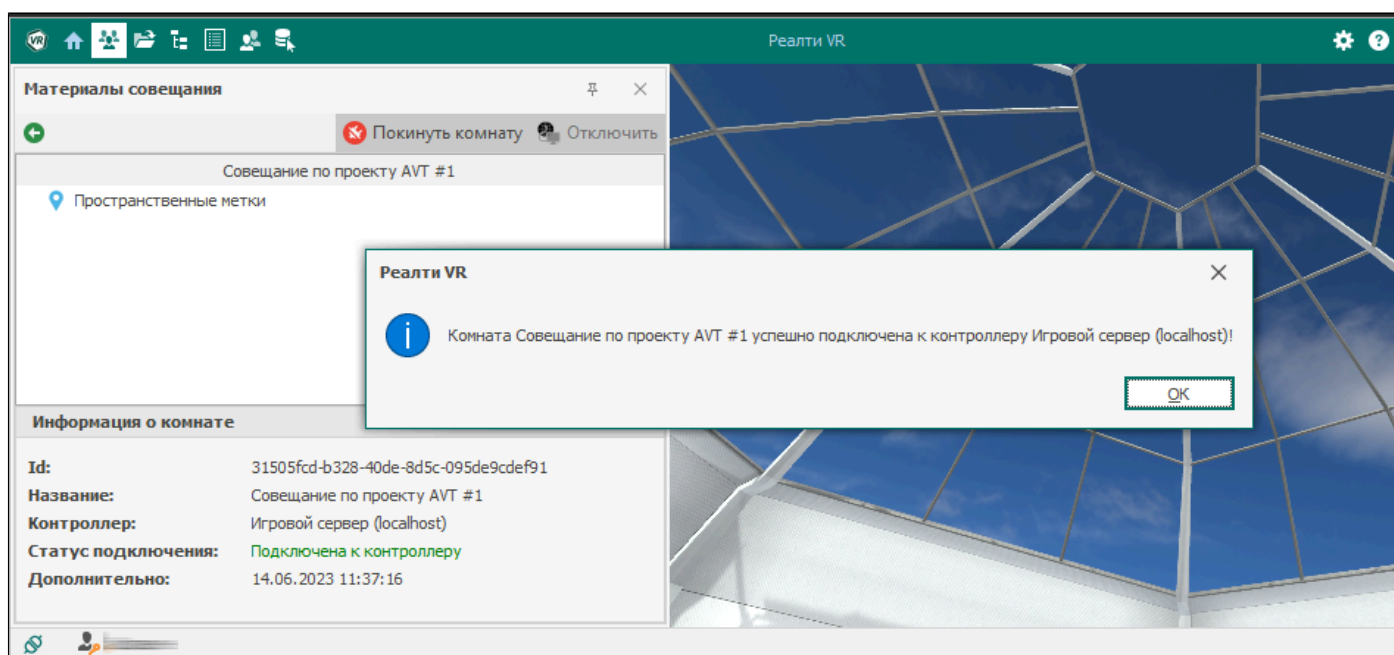 VR
Реалти VR
Материалы совещания
Покинуть комнату Отключить
Совещание по проекту AVT #1
Пространственные метки
Реалти VR
Комната Совещание по проекту AVT #1 успешно подключена к контроллеру Игровой сервер (localhost)!
OK
Информация о комнате
Id: 31505fcd-b328-40de-8d5c-095de9cdef91
Название: Совещание по проекту AVT #1
Контроллер: Игровой сервер (localhost)
Статус подключения: Подключена к контроллеру
Дополнительно: 14.06.2023 11:37:16